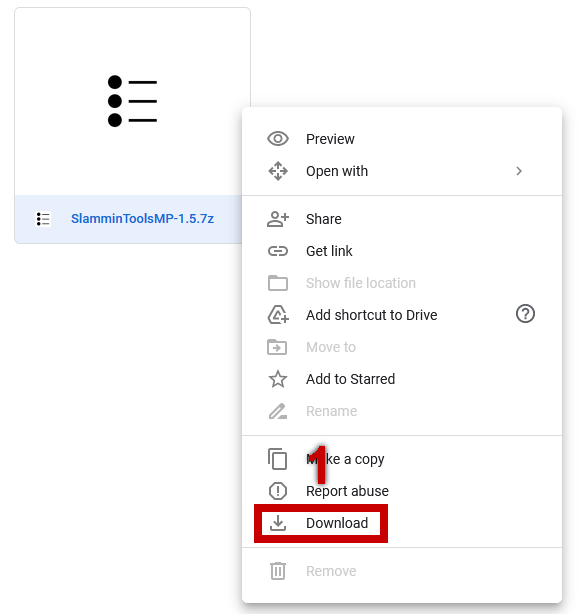 Preview
Open with
SlamminToolsMP-1.5.7z
Share
Get link
Show file location
Add shortcut to Drive
Move to
Add to Starred
Rename
1
a copy
Report abuse
Download
Remove